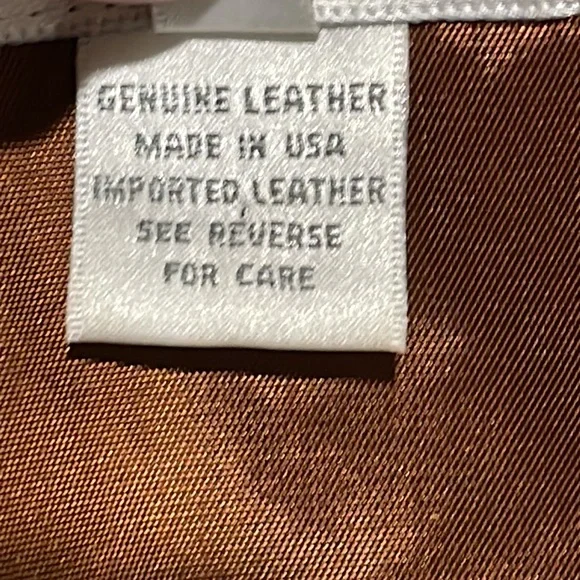 GENUINE LEATHER
MADE IN USA
IMPORTED LEATHER
SEE REVERSE
FOR CARE